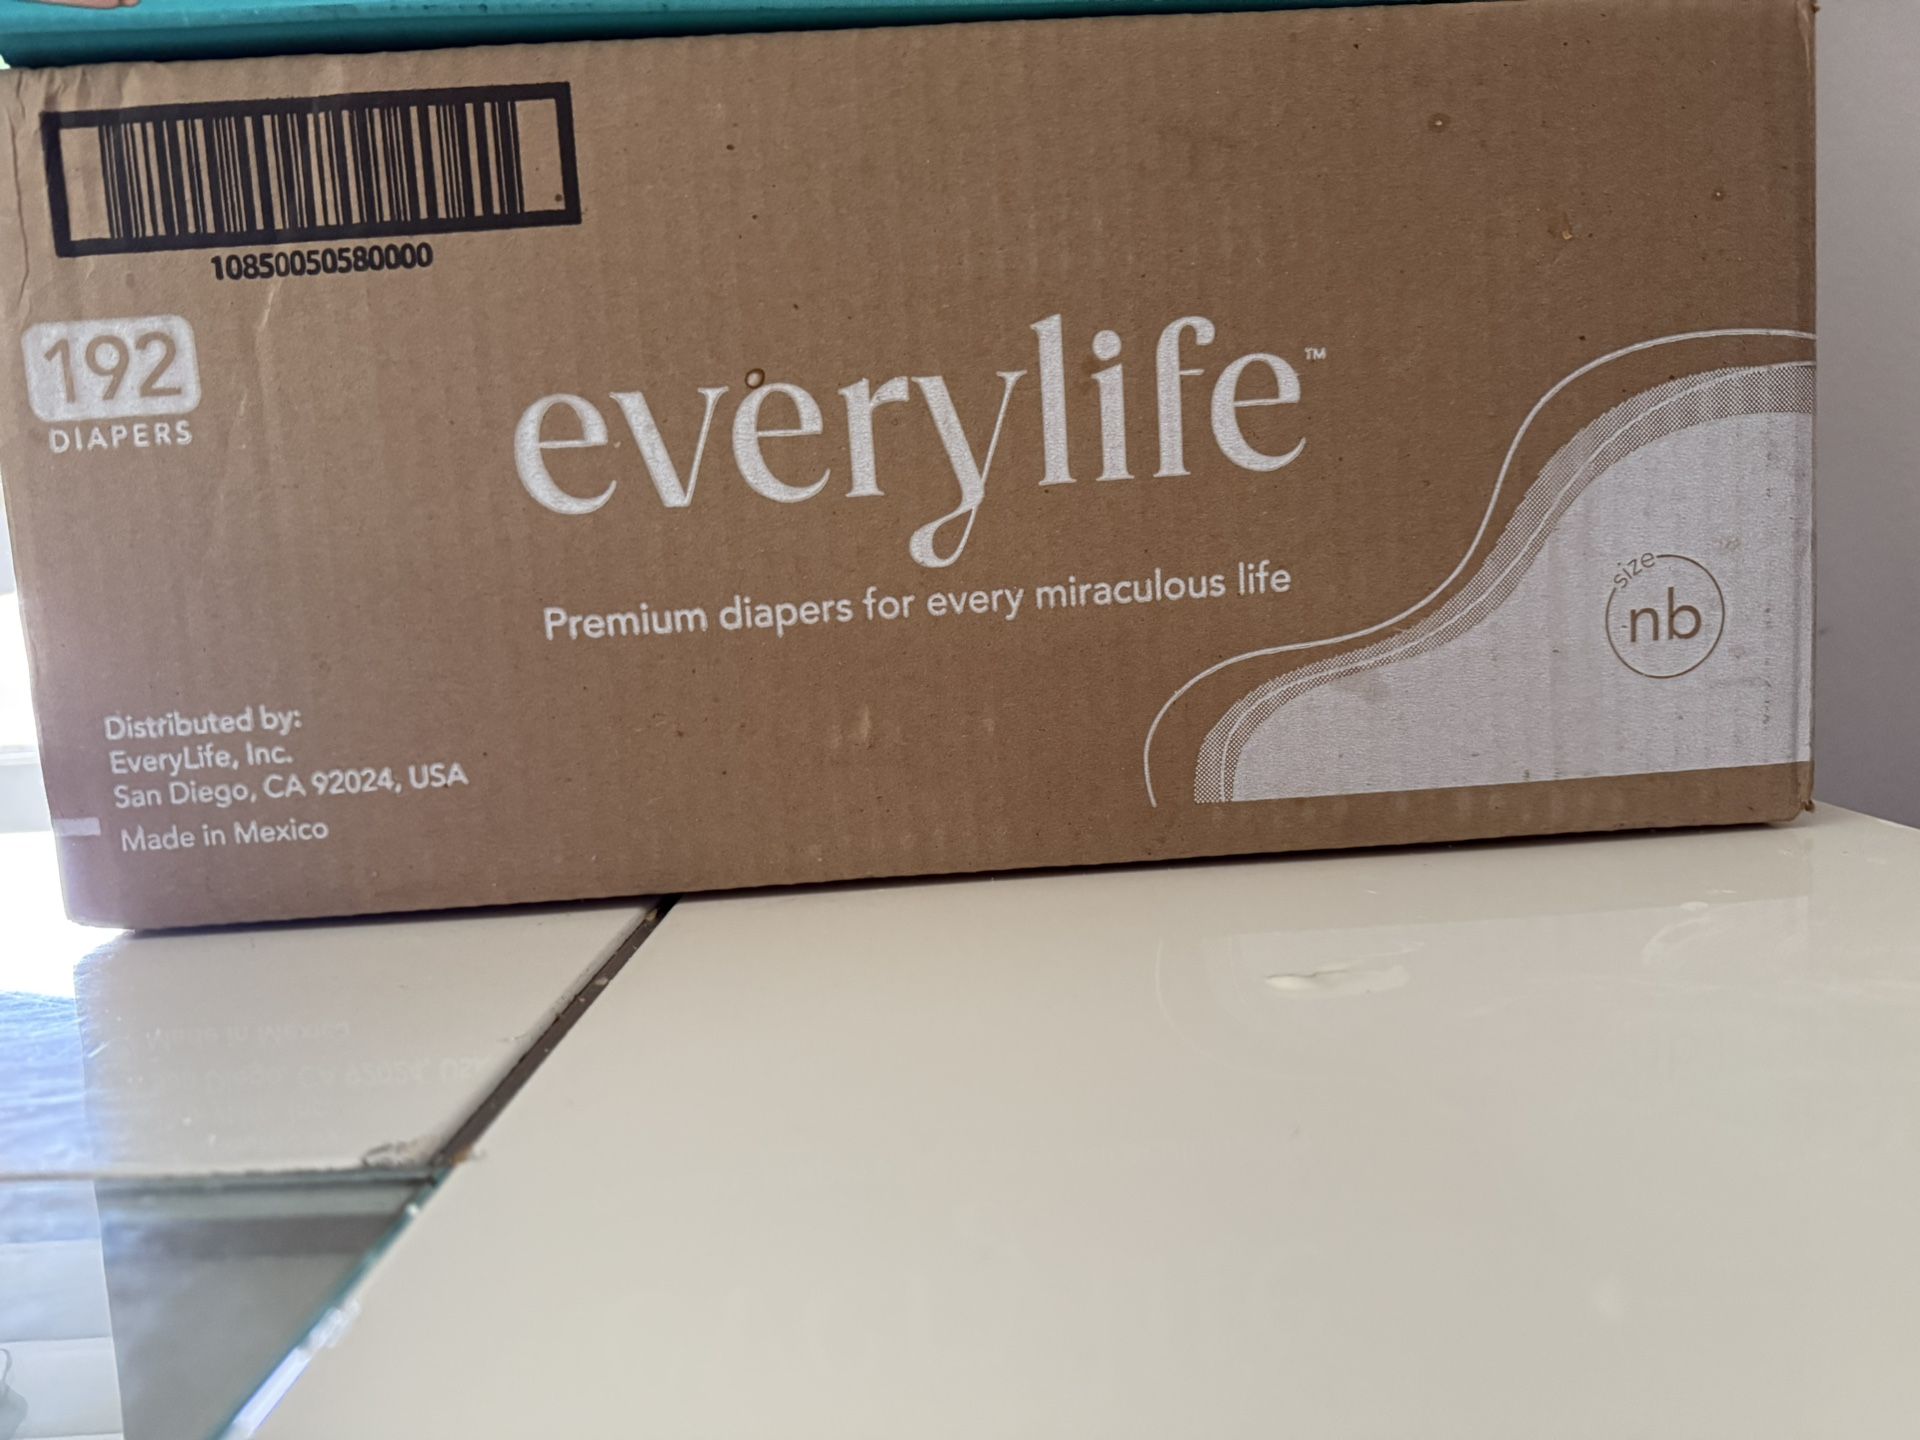 10850050580000
192
DIAPERS
everylife™
Premium diapers for every miraculous life
size
nb
Distributed by:
EveryLife, Inc.
San Diego, CA 92024, USA
Made in Mexico